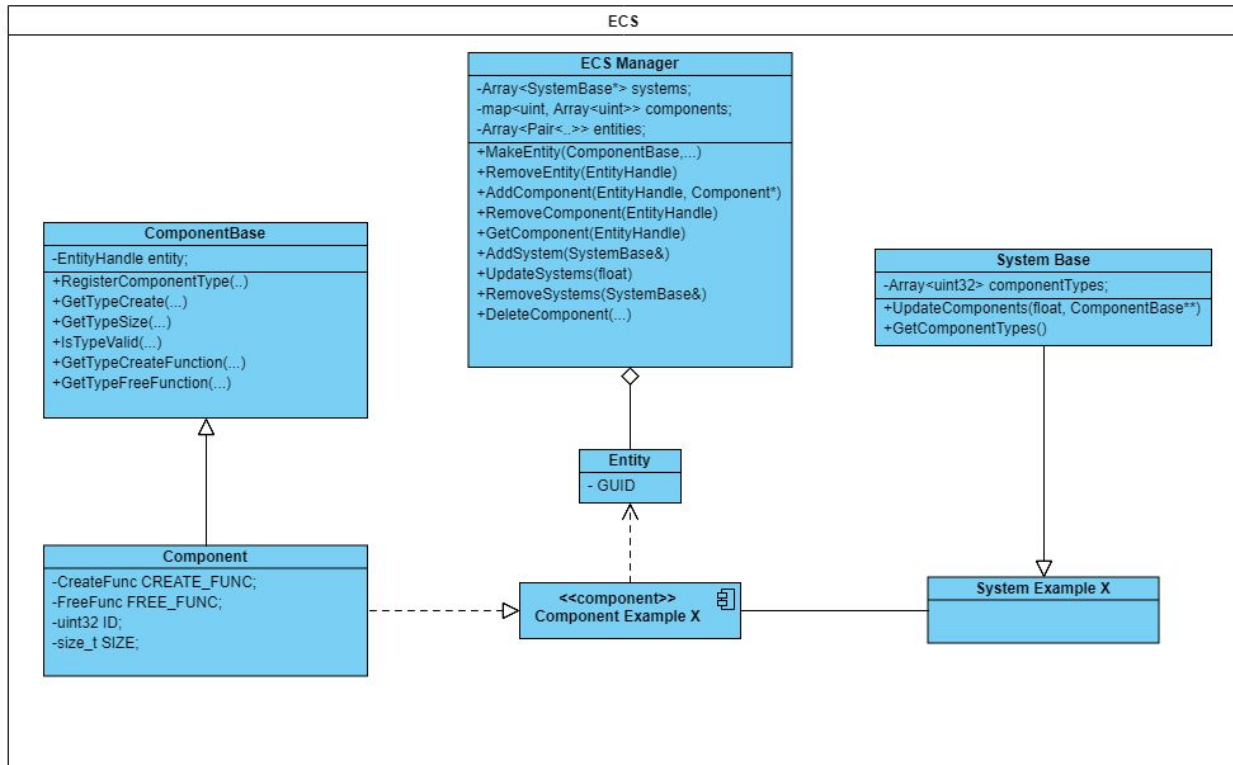 ECS
ECS Manager
-Array<SystemBase*> systems;
-map<uint, Array<uint>> components;
-Array<Pair<..>> entities;
+MakeEntity(ComponentBase,...)
+RemoveEntity(EntityHandle)
+AddComponent(EntityHandle, Component*)
+RemoveComponent(EntityHandle)
+GetComponent(EntityHandle)
+AddSystem(SystemBase&)
+UpdateSystems(float)
+RemoveSystems(SystemBase&)
+DeleteComponent(...)
ComponentBase
-EntityHandle entity;
+RegisterComponentType(..)
+GetTypeCreate(...)
+GetTypeSize(...)
+IsTypeValid(...)
+GetTypeCreateFunction(...)
+GetTypeFreeFunction(...)
System Base
-Array<uint32> componentTypes;
+UpdateComponents(float, ComponentBase**)
+GetComponentTypes()
Entity
- GUID
Component
-CreateFunc CREATE_FUNC;
-FreeFunc FREE_FUNC;
-uint32 ID;
-size_t SIZE;
<<component>>
Component Example X
System Example X